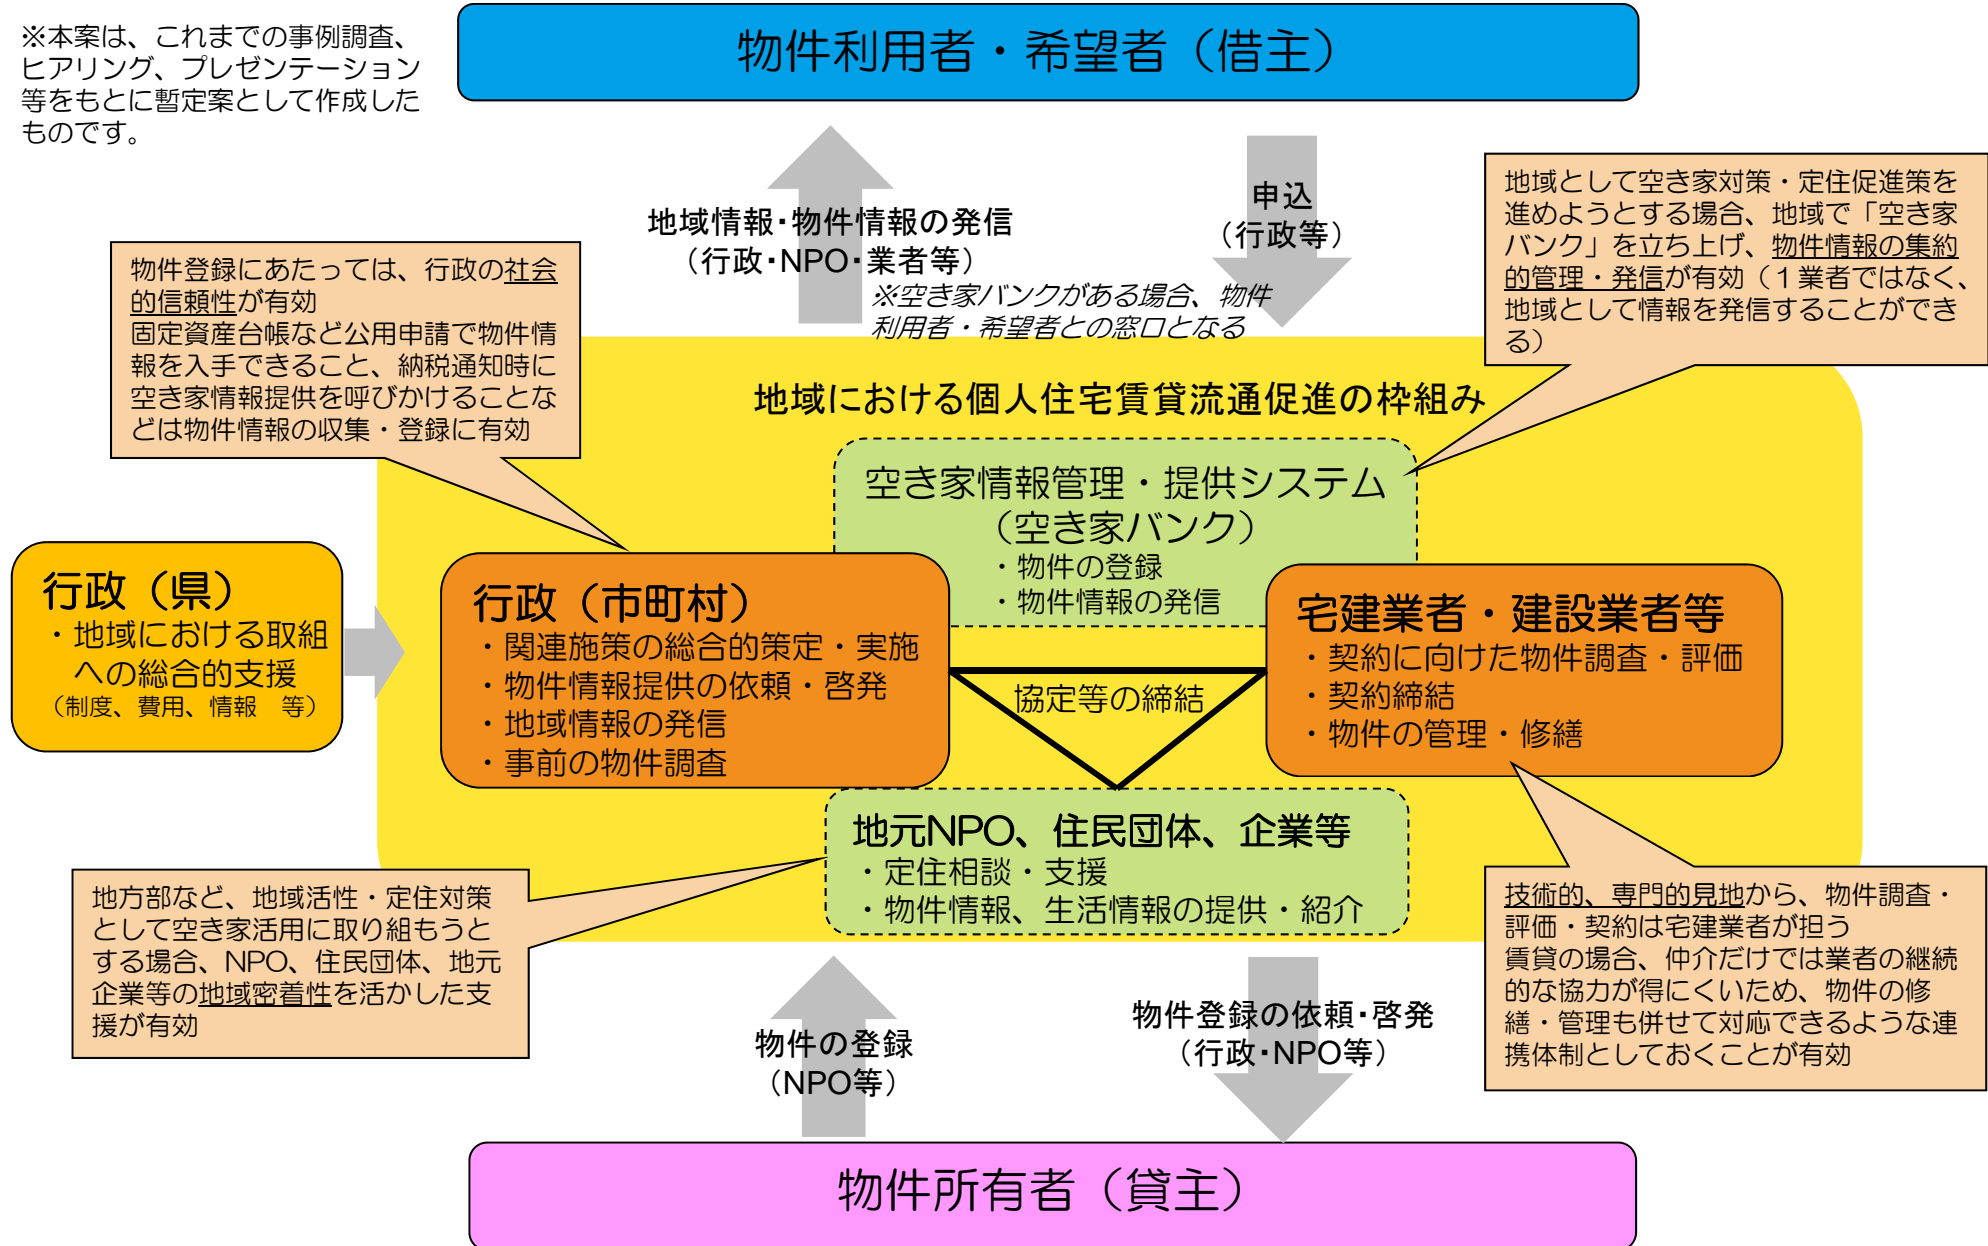 ※本案は、これまでの事例調査、
ヒアリング、プレゼンテーション
等をもとに暫定案として作成した
ものです。
物件利用者・希望者（借主）
地域情報・物件情報の発信
（行政・NPO・業者等）
申込
（行政等）
※空き家バンクがある場合、物件
利用者・希望者との窓口となる
地域として空き家対策・定住促進策を
進めようとする場合、地域で「空き家
バンク」を立ち上げ、物件情報の集約
的管理・発信が有効（１業者ではなく、
地域として情報を発信することができ
る）
物件登録にあたっては、行政の社会
的信頼性が有効
固定資産台帳など公用申請で物件情
報を入手できること、納税通知時に
空き家情報提供を呼びかけることな
どは物件情報の収集・登録に有効
地域における個人住宅賃貸流通促進の枠組み
空き家情報管理・提供システム
（空き家バンク）
・物件の登録
・物件情報の発信
行政（県）
・地域における取組
への総合的支援
（制度、費用、情報　等）
行政（市町村）
・関連施策の総合的策定・実施
・物件情報提供の依頼・啓発
・地域情報の発信
・事前の物件調査
協定等の締結
宅建業者・建設業者等
・契約に向けた物件調査・評価
・契約締結
・物件の管理・修繕
地元NPO、住民団体、企業等
・定住相談・支援
・物件情報、生活情報の提供・紹介
地方部など、地域活性・定住対策
として空き家活用に取り組もうと
する場合、NPO、住民団体、地元
企業等の地域密着性を活かした支
援が有効
技術的、専門的見地から、物件調査・
評価・契約は宅建業者が担う
賃貸の場合、仲介だけでは業者の継続
的な協力が得にくいため、物件の修
繕・管理も併せて対応できるような連
携体制としておくことが有効
物件の登録
（NPO等）
物件登録の依頼・啓発
（行政・NPO等）
物件所有者（貸主）